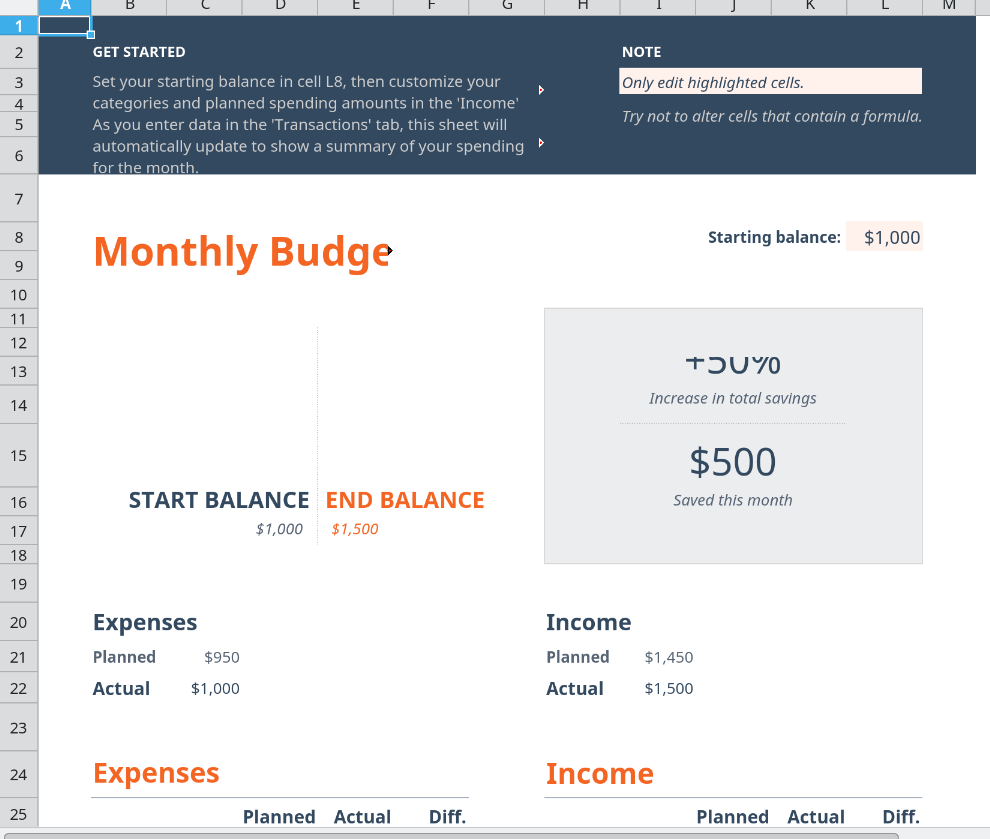 A B C D E F G H I J K L M
1
2 GET STARTED NOTE
3 Set your starting balance in cell L8, then customize your Only edit highlighted cells.
4 categories and planned spending amounts in the 'Income'
5 As you enter data in the 'Transactions' tab, this sheet will Try not to alter cells that contain a formula.
6 automatically update to show a summary of your spending
for the month.
7
8 Starting balance: $1,000
Monthly Budge
9
10
11
12
13 +50%
14 Increase in total savings
15 $500
16 START BALANCE END BALANCE Saved this month
17 $1,000 $1,500
18
19
20 Expenses Income
21 Planned $950 Planned $1,450
22 Actual $1,000 Actual $1,500
23
24 Expenses Income
25 Planned Actual Diff. Planned Actual Diff.